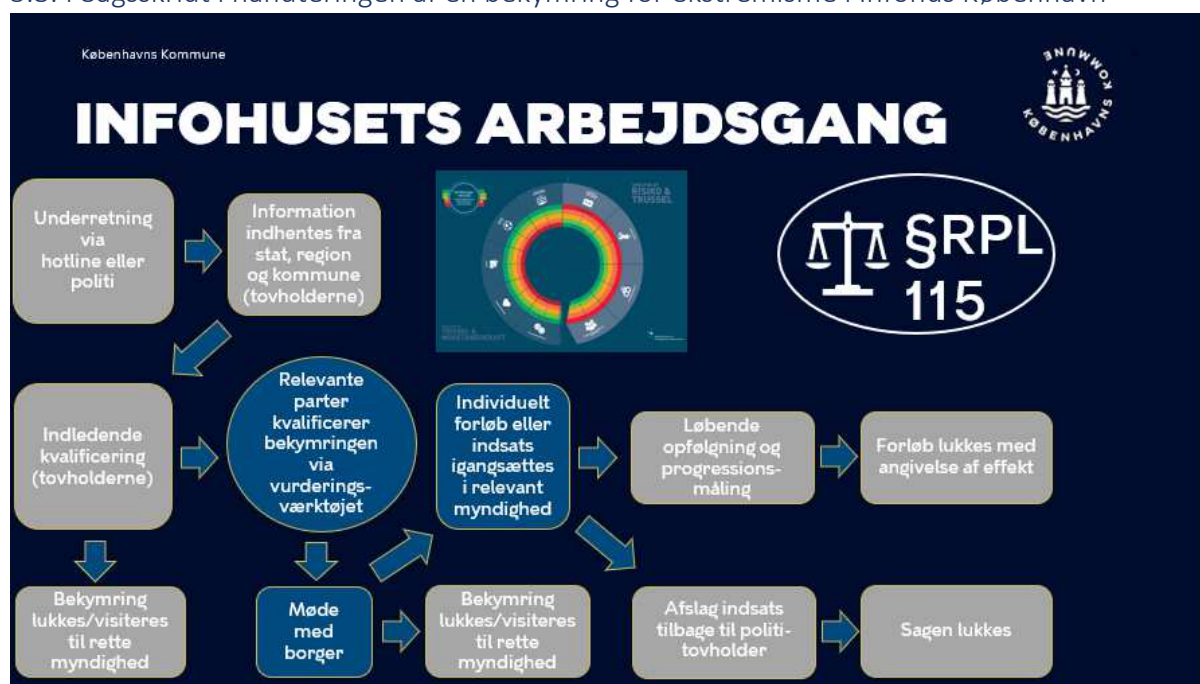 Københavns Kommune
INFOHUSETS ARBEJDSGANG
KØBENHAVNS KOMMUNE
Underretning
via
hotline eller
politi
Information
indhentes fra
stat, region
og kommune
(tovholderne)
RISIKO &
TRUSSEL
§RPL
115
Indledende
kvalificering
(tovholderne)
Relevante
parter
kvalificerer
bekymringen
via
vurderings-
værktøjet
Individuelt
forløb eller
indsats
igangsættes
i relevant
myndighed
Løbende
opfølgning og
progressions-
måling
Forløb lukkes med
angivelse af effekt
Bekymring
lukkes/visiteres
til rette
myndighed
Møde
med
borger
Bekymring
lukkes/visiteres
til rette
myndighed
Afslag indsats
tilbage til politi-
tovholder
Sagen lukkes